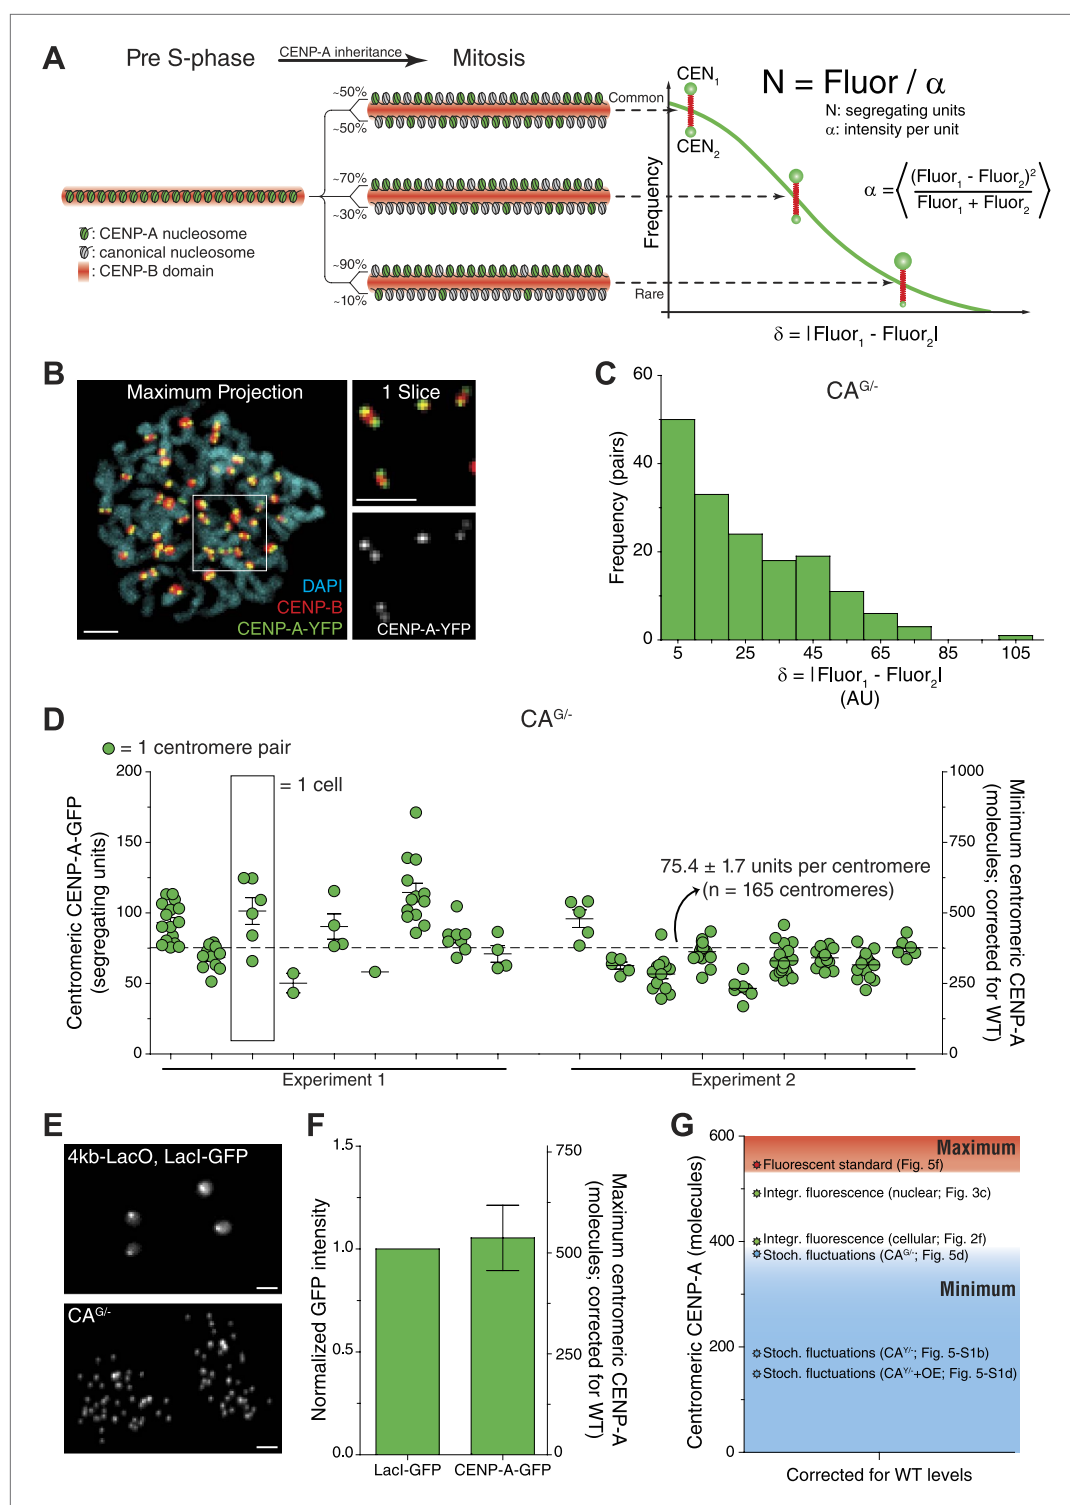 A
Pre S-phase
CENP-A inheritance
Mitosis
~50%
~50%
~70%
~30%
~90%
~10%
: CENP-A nucleosome
: canonical nucleosome
: CENP-B domain
Common
Rare
Frequency
CEN1
CEN2
N = Fluor / α
N: segregating units
α: intensity per unit
α = ⟨ (Fluor1 - Fluor2)² / Fluor1 + Fluor2 ⟩
δ = |Fluor1 - Fluor2|
B
Maximum Projection
DAPI
CENP-B
CENP-A-YFP
1 Slice
CENP-A-YFP
C
CA^G/-
Frequency (pairs)
60
40
20
0
5
25
45
65
85
105
δ = |Fluor1 - Fluor2|
(AU)
D
CA^G/-
= 1 centromere pair
= 1 cell
Centromeric CENP-A-GFP
(segregating units)
200
150
100
50
0
75.4 ± 1.7 units per centromere
(n = 165 centromeres)
1000
750
500
250
0
Minimum centromeric CENP-A
(molecules; corrected for WT)
Experiment 1
Experiment 2
E
4kb-LacO, LacI-GFP
CA^G/-
F
Normalized GFP intensity
1.5
1.0
0.5
0.0
LacI-GFP
CENP-A-GFP
750
500
250
0
Maximum centromeric CENP-A
(molecules; corrected for WT)
G
Centromeric CENP-A (molecules)
600
400
200
0
Maximum
Fluorescent standard (Fig. 5f)
Integr. fluorescence (nuclear; Fig. 3c)
Integr. fluorescence (cellular; Fig. 2f)
Stoch. fluctuations (CA^G/-; Fig. 5d)
Minimum
Stoch. fluctuations (CA^Y/-; Fig. 5-S1b)
Stoch. fluctuations (CA^Y/-+OE; Fig. 5-S1d)
Corrected for WT levels